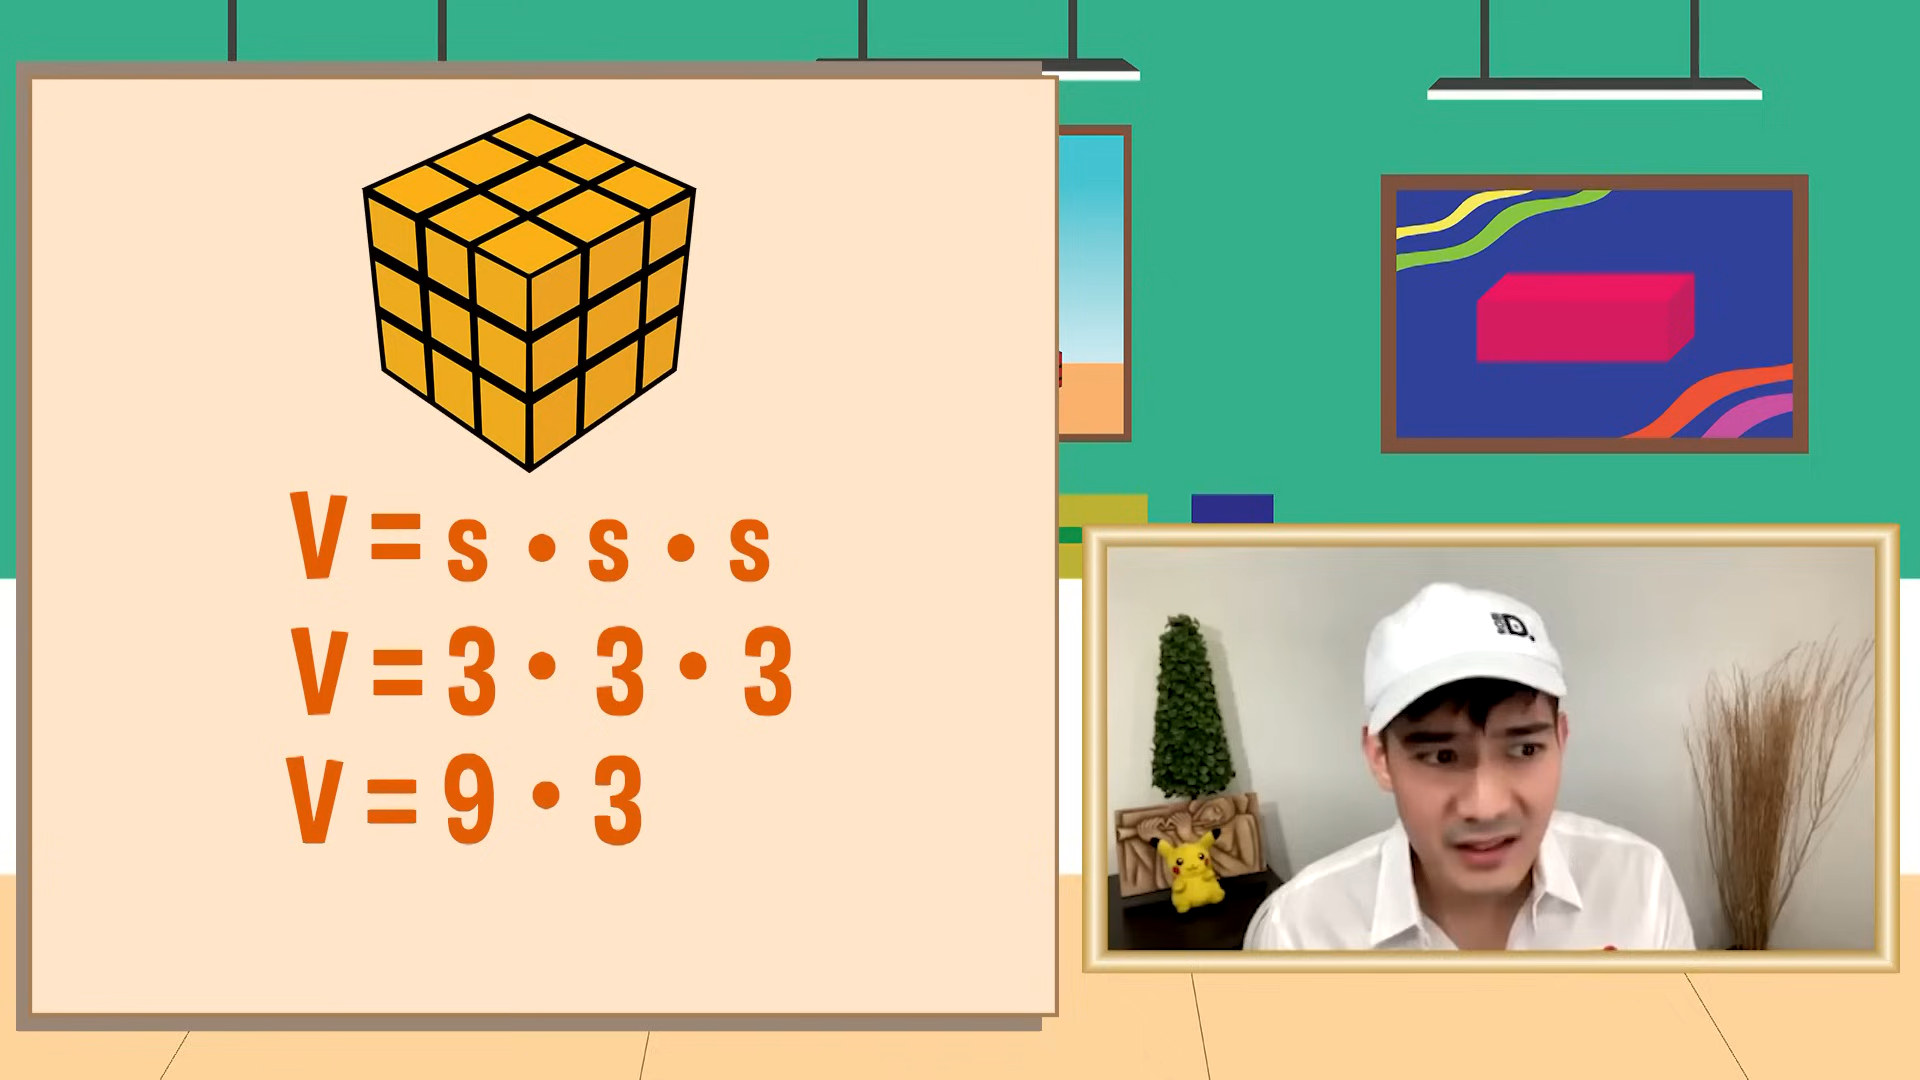 V = s • s • s
V = 3 • 3 • 3
V = 9 • 3
D.